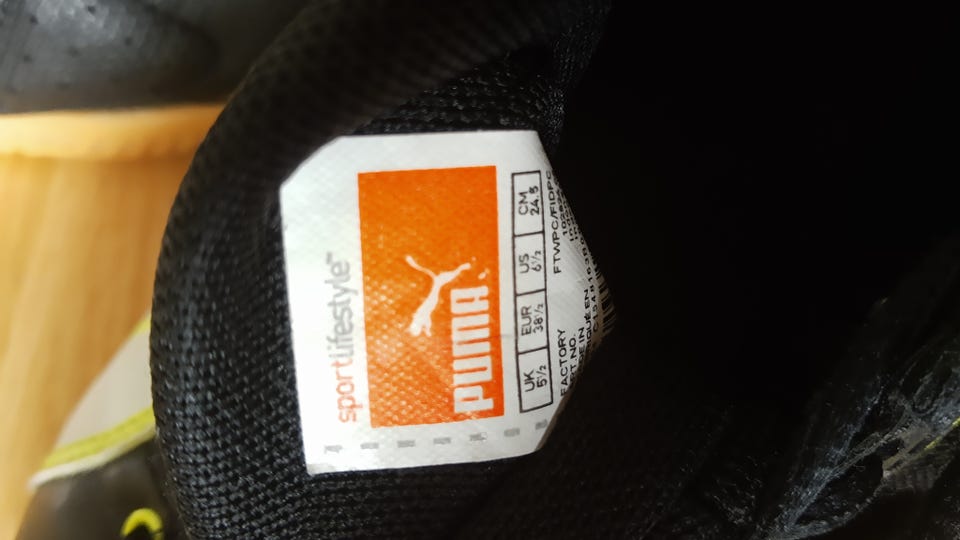 sportlifestyle™
PUMA
UK EUR US CM
5½ 38½ 6½ 24.5
FACTORY FTWPC/FIDPC